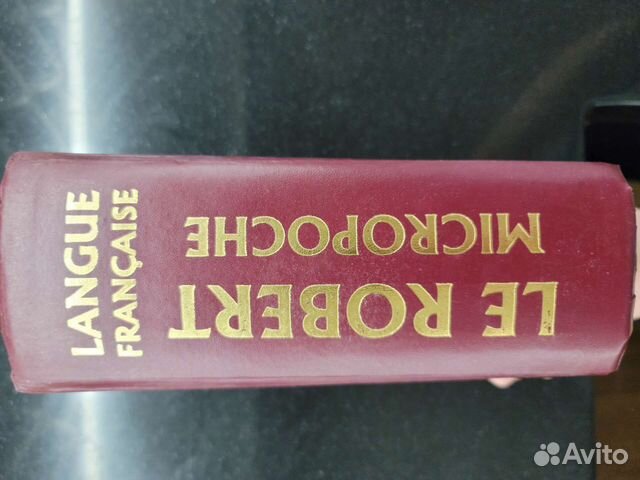 LE ROBERT
MICROPOCHE
LANGUE
FRANÇAISE
Avito